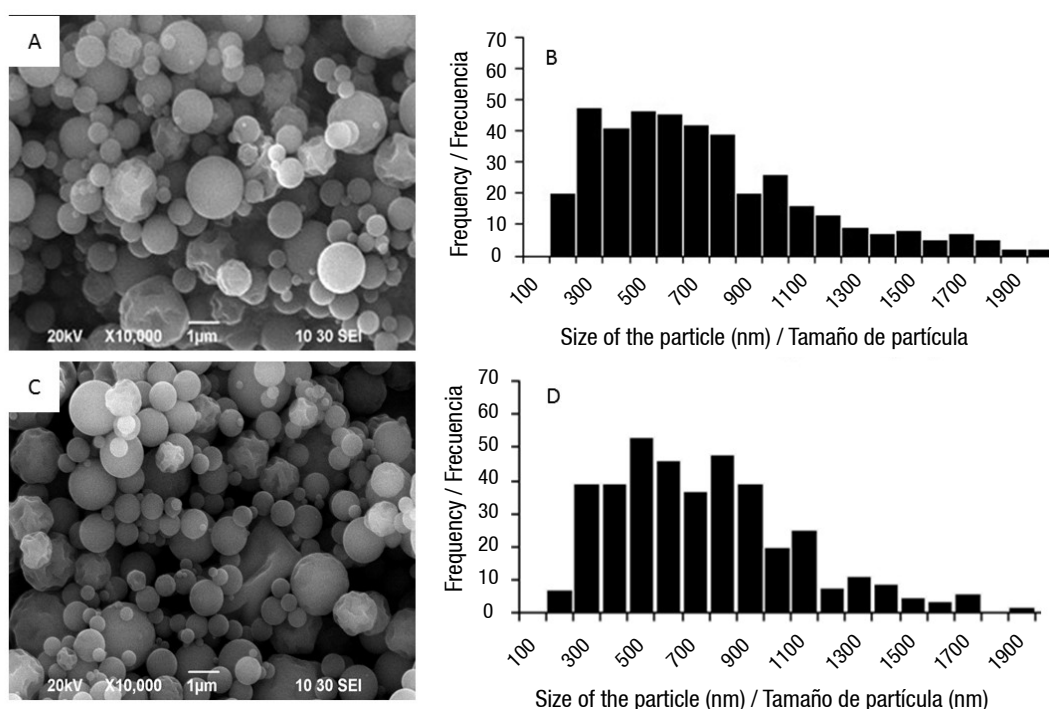 A
20kV X10,000 1µm 10 30 SEI
B
Frequency / Frecuencia
70
60
50
40
30
20
10
0
100 300 500 700 900 1100 1300 1500 1700 1900
Size of the particle (nm) / Tamaño de partícula
C
20kV X10,000 1µm 10 30 SEI
D
Frequency / Frecuencia
70
60
50
40
30
20
10
0
100 300 500 700 900 1100 1300 1500 1700 1900
Size of the particle (nm) / Tamaño de partícula (nm)